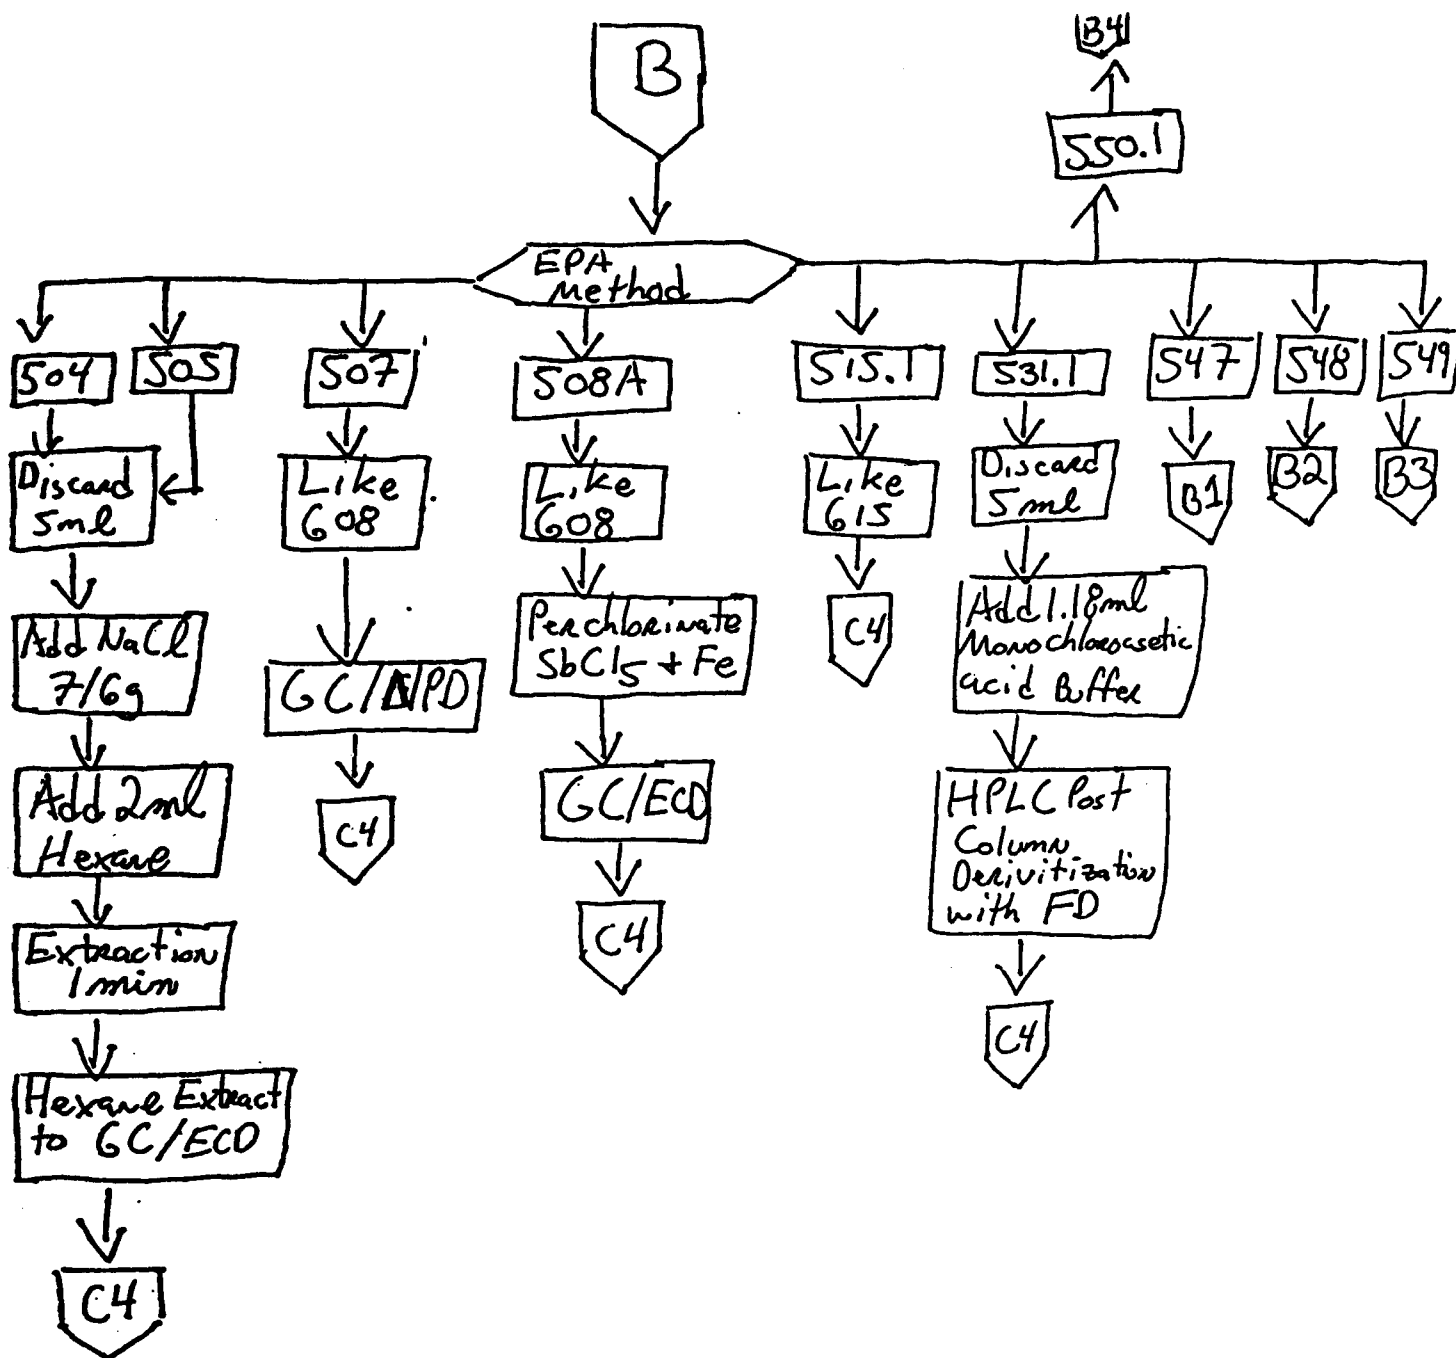 B
B4
550.1
EPA
Method
504
505
507
508A
515.1
531.1
547
548
549
Discard
5ml
Like
608
Like
608
Like
615
Discard
5ml
B1
B2
B3
Add NaCl
7/6g
GC/N/PD
Perchlorinate
SbCl5 + Fe
C4
Add 1.18ml
Monochloroasetic
acid Buffer
Add 2ml
Hexane
C4
GC/ECD
HPLC Post
Column
Derivitization
with FD
Extraction
1min
C4
C4
Hexane Extract
to GC/ECD
C4